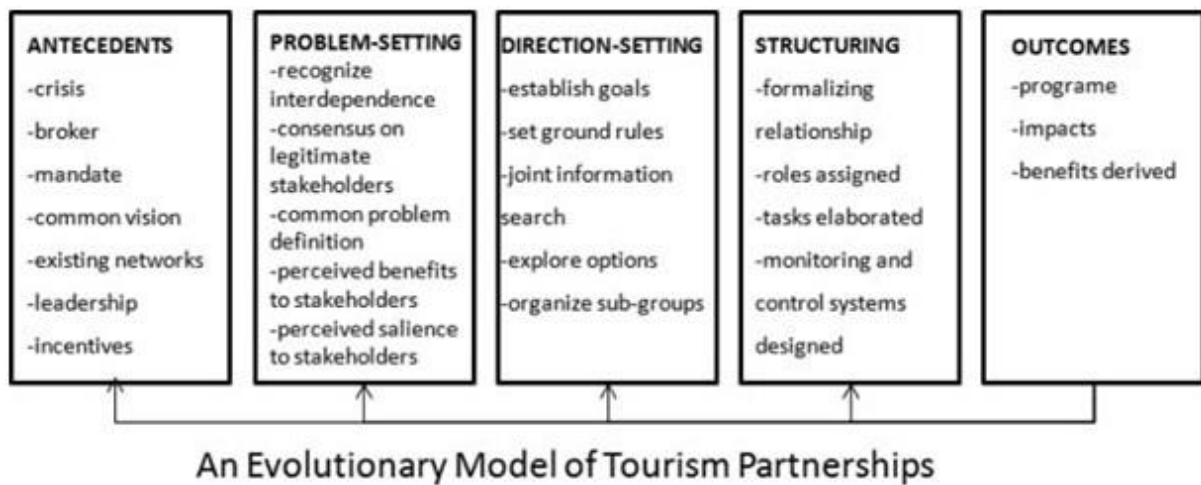 ANTECEDENTS
-crisis
-broker
-mandate
-common vision
-existing networks
-leadership
-incentives
PROBLEM-SETTING
-recognize
interdependence
-consensus on
legitimate
stakeholders
-common problem
definition
-perceived benefits
to stakeholders
-perceived salience
to stakeholders
DIRECTION-SETTING
-establish goals
-set ground rules
-joint information
search
-explore options
-organize sub-groups
STRUCTURING
-formalizing
relationship
-roles assigned
-tasks elaborated
-monitoring and
control systems
designed
OUTCOMES
-programe
-impacts
-benefits derived
An Evolutionary Model of Tourism Partnerships